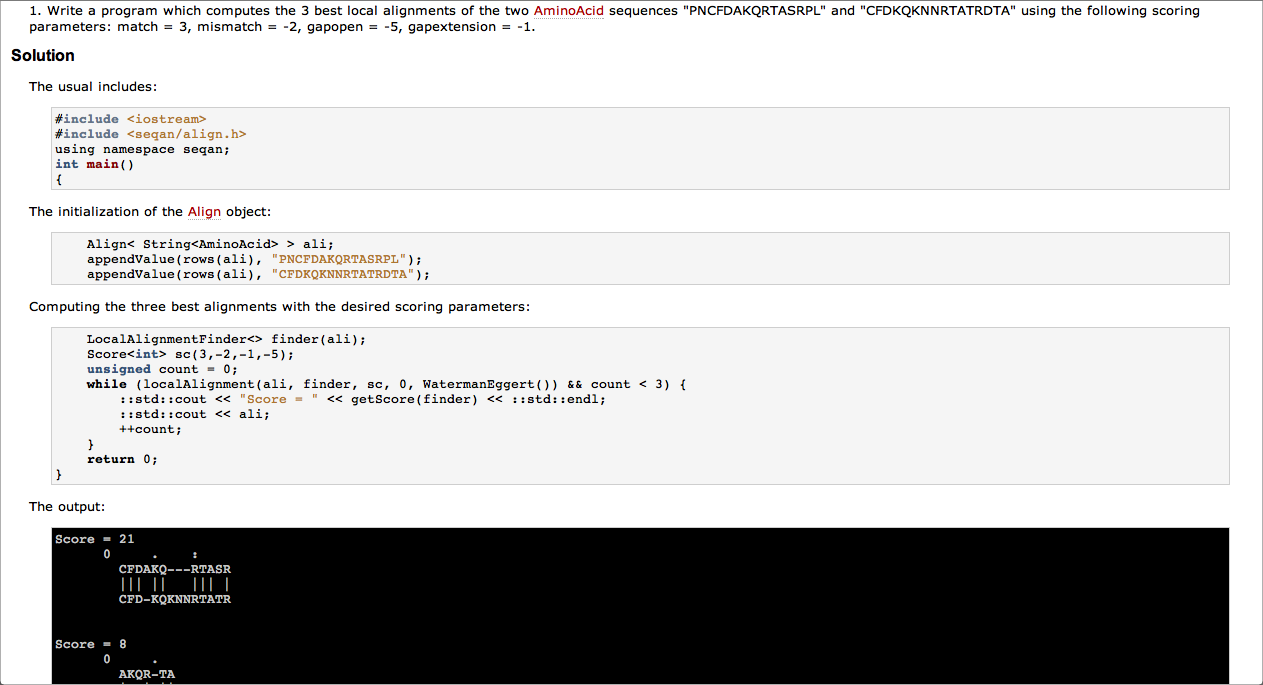 1. Write a program which computes the 3 best local alignments of the two AminoAcid sequences "PNCFDAKQRTASRPL" and "CFDKQKNNRTATRDTA" using the following scoring
parameters: match = 3, mismatch = -2, gapopen = -5, gapextension = -1.
Solution
The usual includes:
#include <iostream>
#include <seqan/align.h>
using namespace seqan;
int main()
{
The initialization of the Align object:
Align< String<AminoAcid> > ali;
appendValue(rows(ali), "PNCFDAKQRTASRPL");
appendValue(rows(ali), "CFDKQKNNRTATRDTA");
Computing the three best alignments with the desired scoring parameters:
LocalAlignmentFinder<> finder(ali);
Score<int> sc(3,-2,-1,-5);
unsigned count = 0;
while (localAlignment(ali, finder, sc, 0, WatermanEggert()) && count < 3) {
::std::cout << "Score = " << getScore(finder) << ::std::endl;
::std::cout << ali;
++count;
}
return 0;
}
The output:
Score = 21
0     .    :
CFDAKQ---RTASR
||| ||   ||| |
CFD-KQKNNRTATR
Score = 8
0     .
AKQR-TA